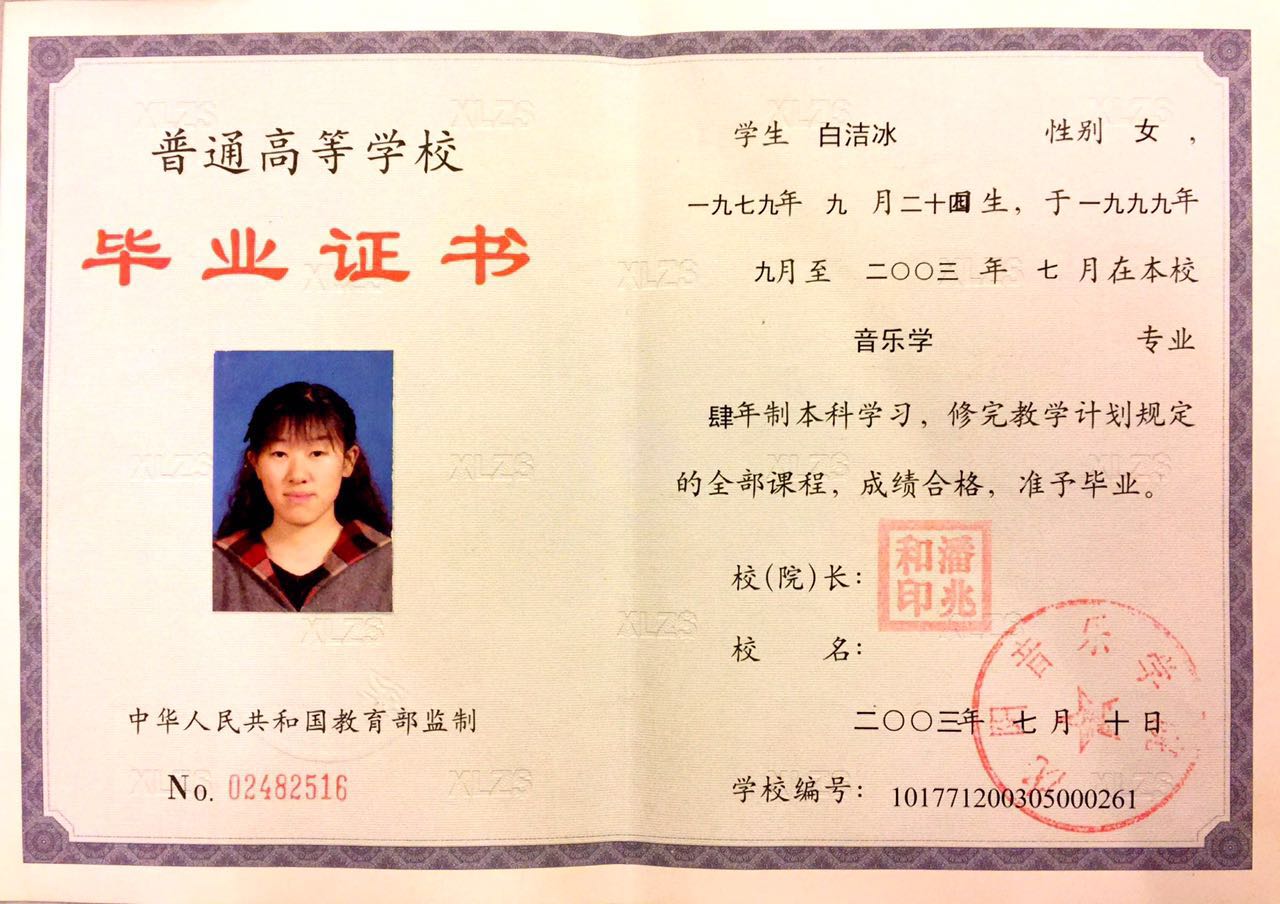 普通高等学校
毕业证书
中华人民共和国教育部监制
No. 02482516
学生 白洁冰 性别 女，
一九七九年 九 月二十四日生，于一九九九年
九月至 二〇〇三 年 七 月在本校
音乐学 专业
肆年制本科学习，修完教学计划规定
的全部课程，成绩合格，准予毕业。
校(院)长：
潘兆和印
校 名：
沈阳音乐学院
二〇〇三年 七 月 十 日
学校编号： 101771200305000261
XLZS